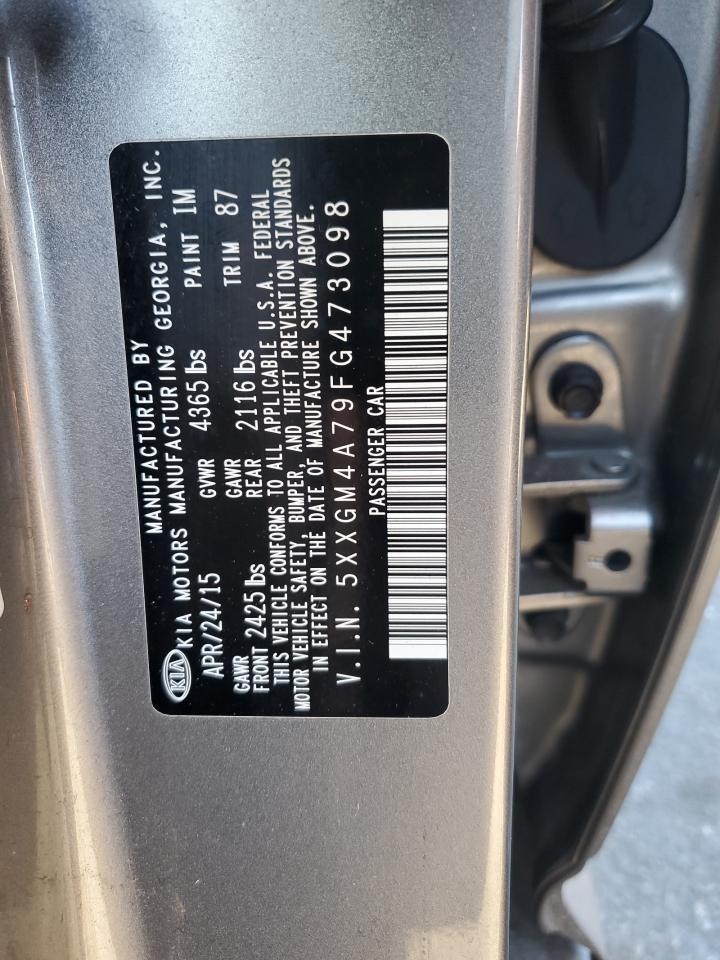 KIA MANUFACTURED BY
KIA MOTORS MANUFACTURING GEORGIA, INC.
APR/24/15 GVWR 4365 lbs PAINT IM
GAWR FRONT 2425 lbs GAWR REAR 2116 lbs TRIM 87
THIS VEHICLE CONFORMS TO ALL APPLICABLE U.S.A. FEDERAL
MOTOR VEHICLE SAFETY, BUMPER, AND THEFT PREVENTION STANDARDS
IN EFFECT ON THE DATE OF MANUFACTURE SHOWN ABOVE.
V.I.N. 5XXGM4A79FG473098
PASSENGER CAR